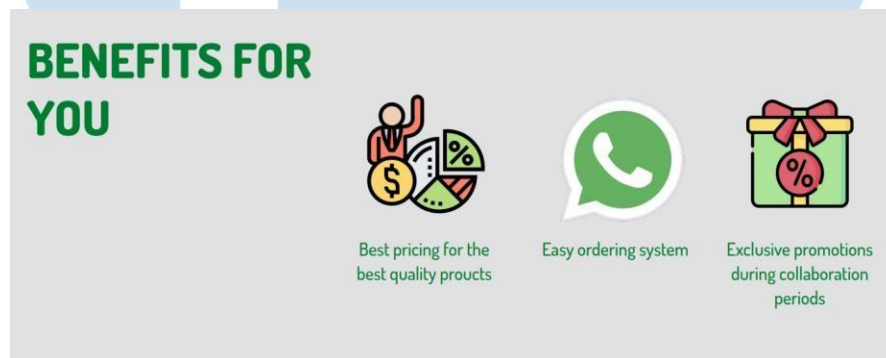 BENEFITS FOR
YOU
%
$
%
Best pricing for the
best quality proucts
Easy ordering system
Exclusive promotions
during collaboration
periods